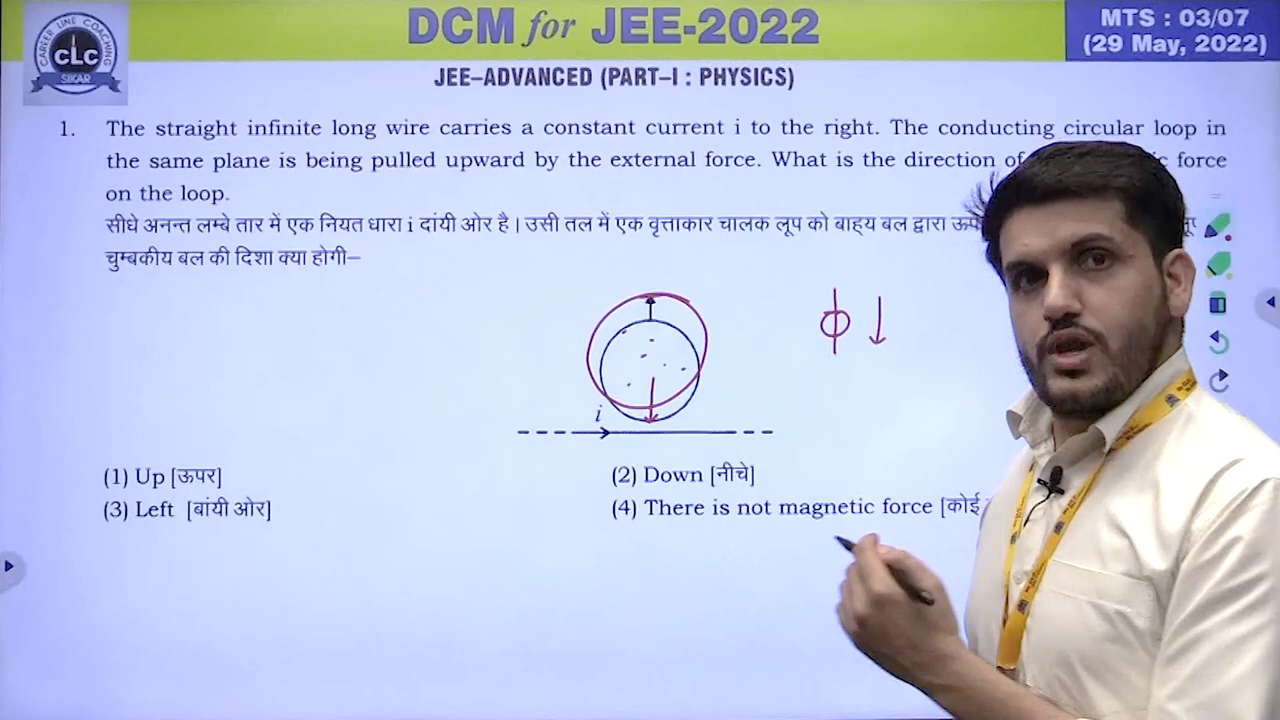 DCM for JEE-2022
MTS : 03/07
(29 May, 2022)
CAREER LINE COACHING
CLC
SIKAR
JEE–ADVANCED (PART–I : PHYSICS)
1. The straight infinite long wire carries a constant current i to the right. The conducting circular loop in
the same plane is being pulled upward by the external force. What is the direction of force
on the loop.
सीधे अनन्त लम्बे तार में एक नियत धारा i दांयी ओर है। उसी तल में एक वृत्ताकार चालक लूप को बाह्य बल द्वारा
चुम्बकीय बल की दिशा क्या होगी–
ϕ ↓
i
(1) Up [ऊपर]
(2) Down [नीचे]
(3) Left [बांयी ओर]
(4) There is not magnetic force [कोई